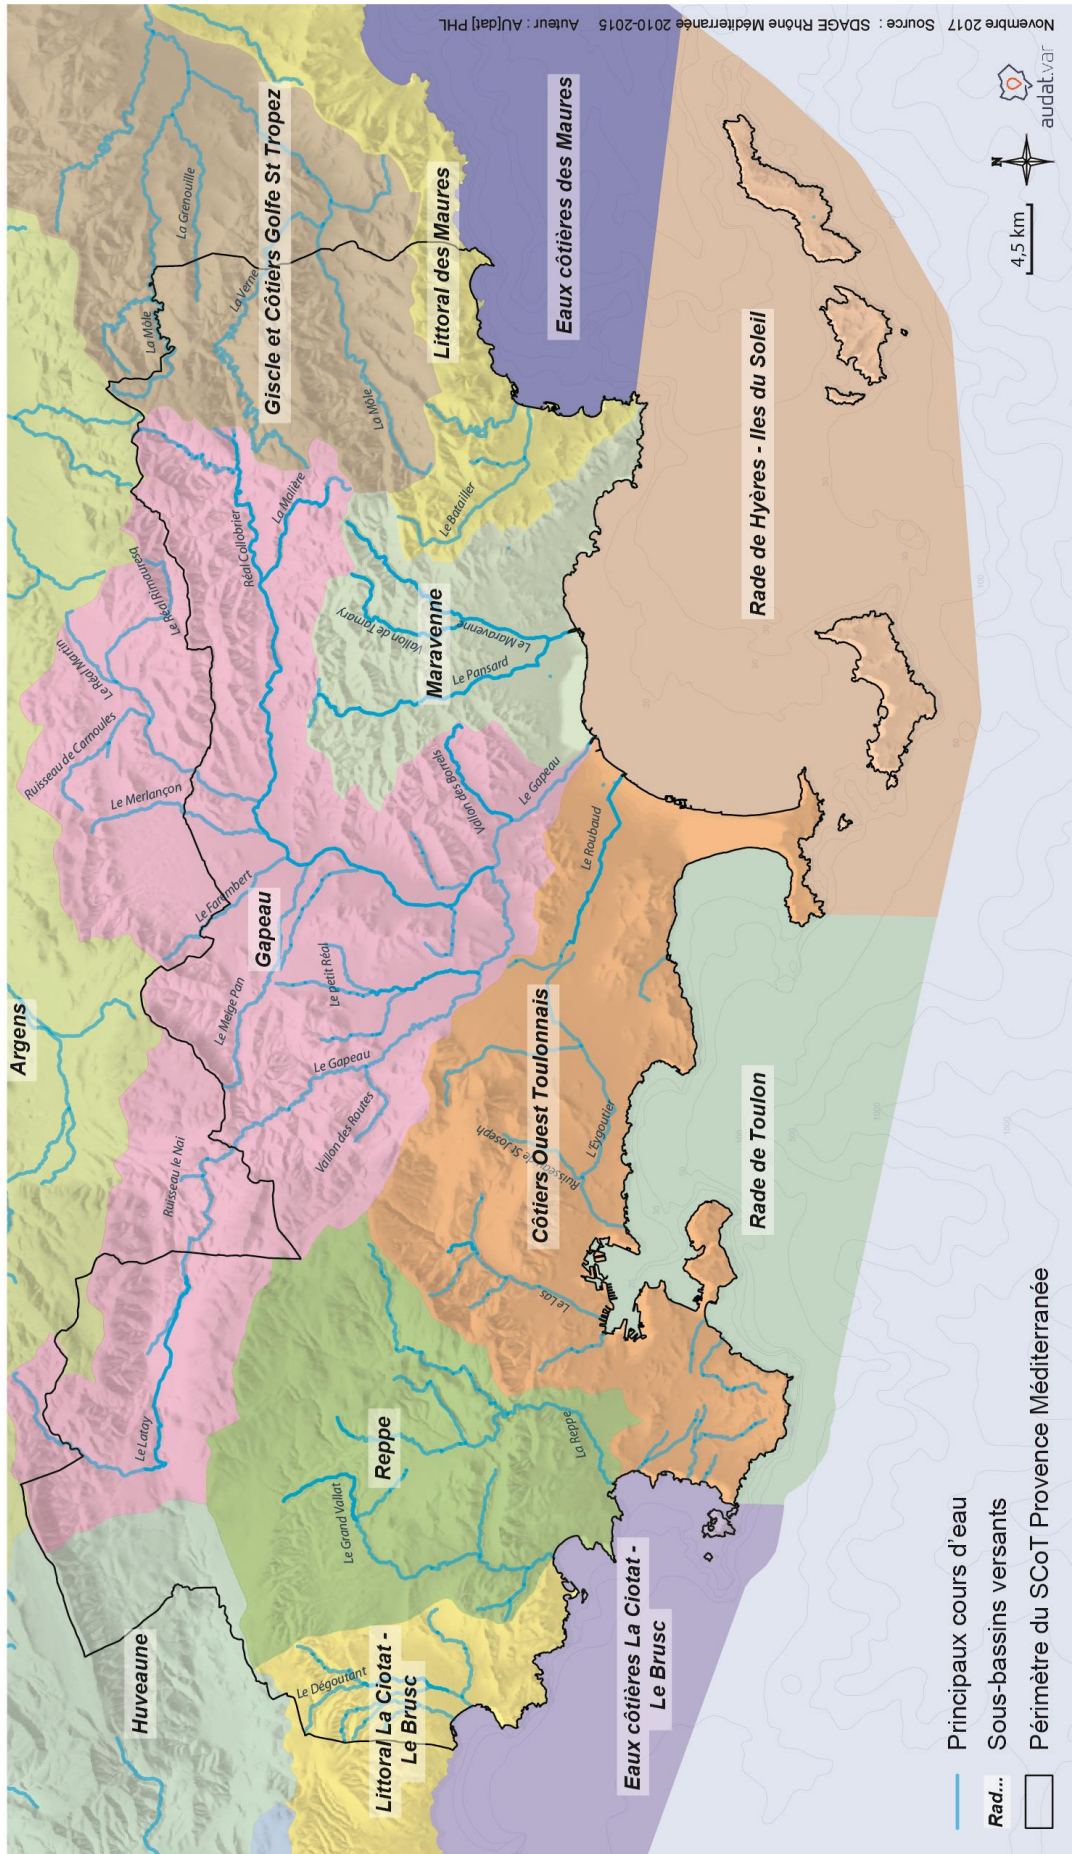 Argens
Huveaune
Gapeau
Reppe
Maravenne
Giscle et Côtiers Golfe St Tropez
Littoral des Maures
Eaux côtières des Maures
Littoral La Ciotat -
Le Brusc
Eaux côtières La Ciotat -
Le Brusc
Côtiers Ouest Toulonnais
Rade de Toulon
Rade de Hyères - Iles du Soleil
Le Latay
Ruisseau le Nai
Le Meige Pan
Le Farembert
Le Merlançon
Ruisseau de Carnoules
Le Réal Martin
Le Réal Rimauresq
Réal Collobrier
La Malière
La Môle
La Grenouille
La Verne
La Môle
Le Batailler
Vallon de Tamary
Le Maravenne
Le Pansard
Vallon des Borrels
Le Gapeau
Le petit Réal
Le Gapeau
Vallon des Routes
Le Roubaud
L'Eygoutier
Ruisseau de St Joseph
Le Las
La Reppe
Le Grand Vallat
Le Dégoutant
Principaux cours d'eau
Rad...
Sous-bassins versants
Périmètre du SCoT Provence Méditerranée
4,5 km
N
audat.var
Novembre 2017 Source : SDAGE Rhône Méditerranée 2010-2015 Auteur : AU[dat] PHL